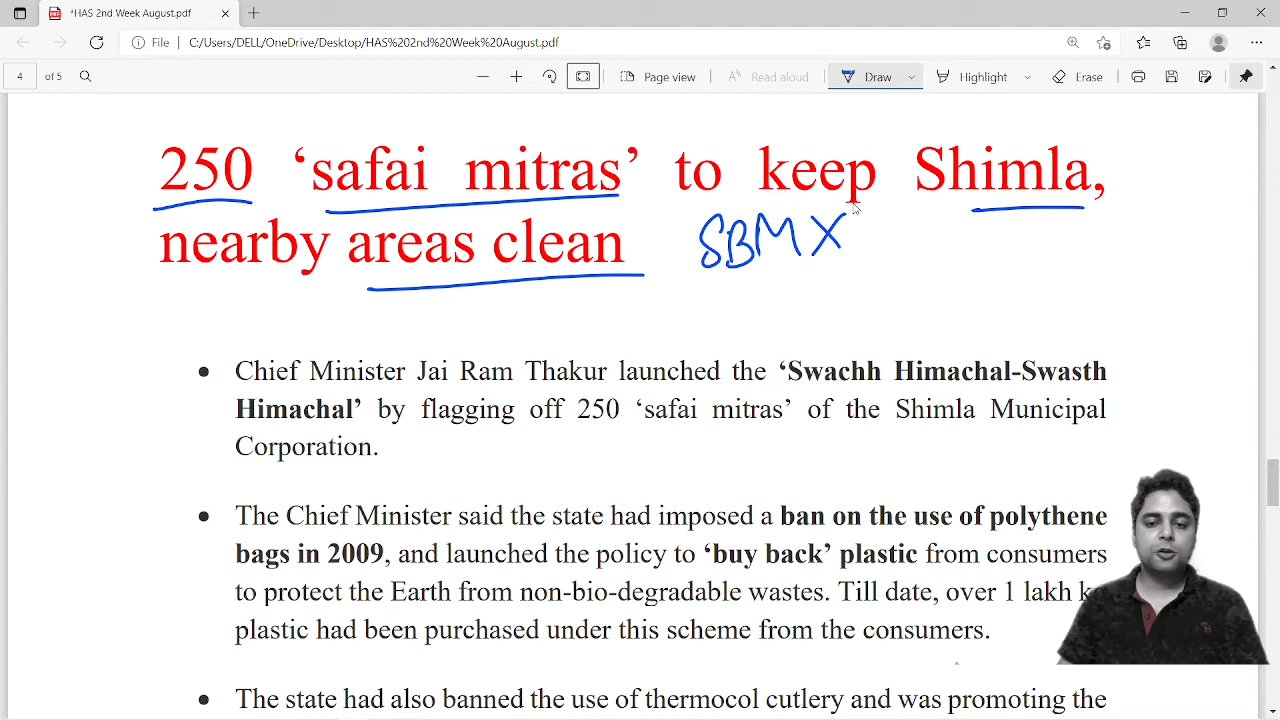 *HAS 2nd Week August.pdf
File C:/Users/DELL/OneDrive/Desktop/HAS%202nd%20Week%20August.pdf
4 of 5 Page view Read aloud Draw Highlight Erase
250 ‘safai mitras’ to keep Shimla,
nearby areas clean SBM X
• Chief Minister Jai Ram Thakur launched the ‘Swachh Himachal-Swasth
Himachal’ by flagging off 250 ‘safai mitras’ of the Shimla Municipal
Corporation.
• The Chief Minister said the state had imposed a ban on the use of polythene
bags in 2009, and launched the policy to ‘buy back’ plastic from consumers
to protect the Earth from non-bio-degradable wastes. Till date, over 1 lakh
plastic had been purchased under this scheme from the consumers.
• The state had also banned the use of thermocol cutlery and was promoting the